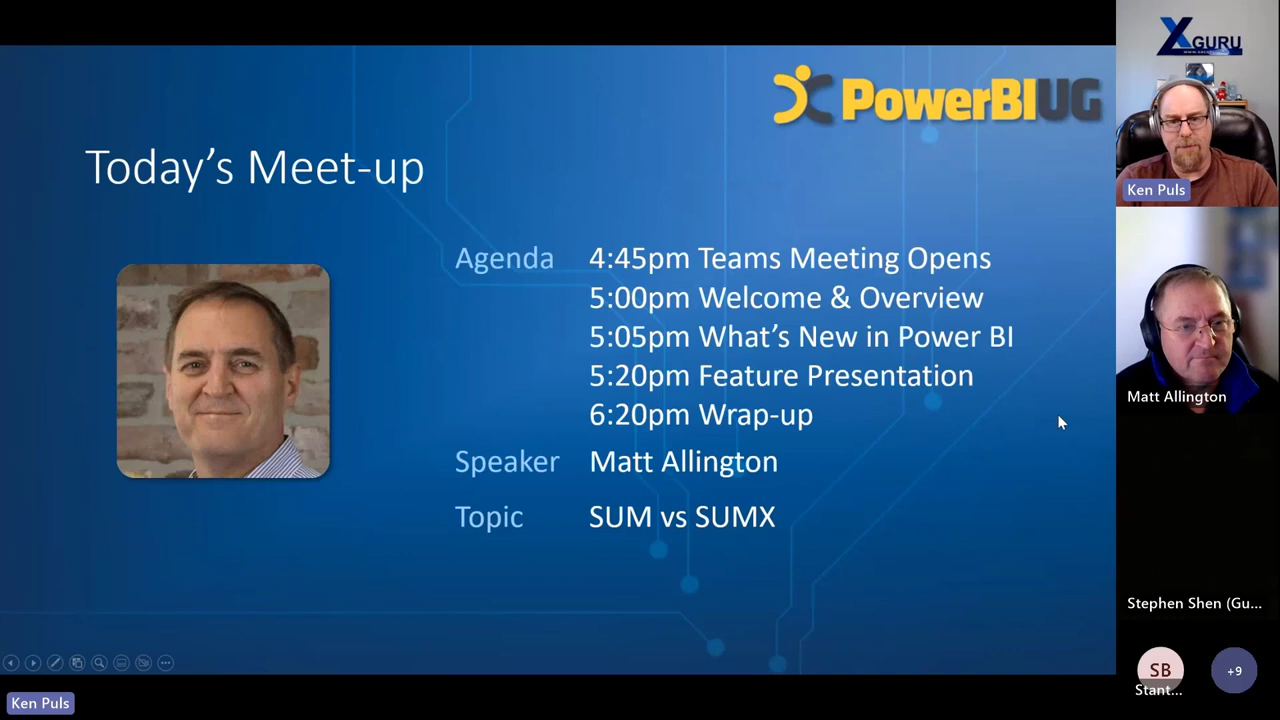 PowerBIUG
Today's Meet-up
Agenda 4:45pm Teams Meeting Opens
5:00pm Welcome & Overview
5:05pm What's New in Power BI
5:20pm Feature Presentation
6:20pm Wrap-up
Speaker Matt Allington
Topic SUM vs SUMX
Ken Puls
XLGURU
Ken Puls
Matt Allington
Stephen Shen (Gu...
SB
Stant...
+9